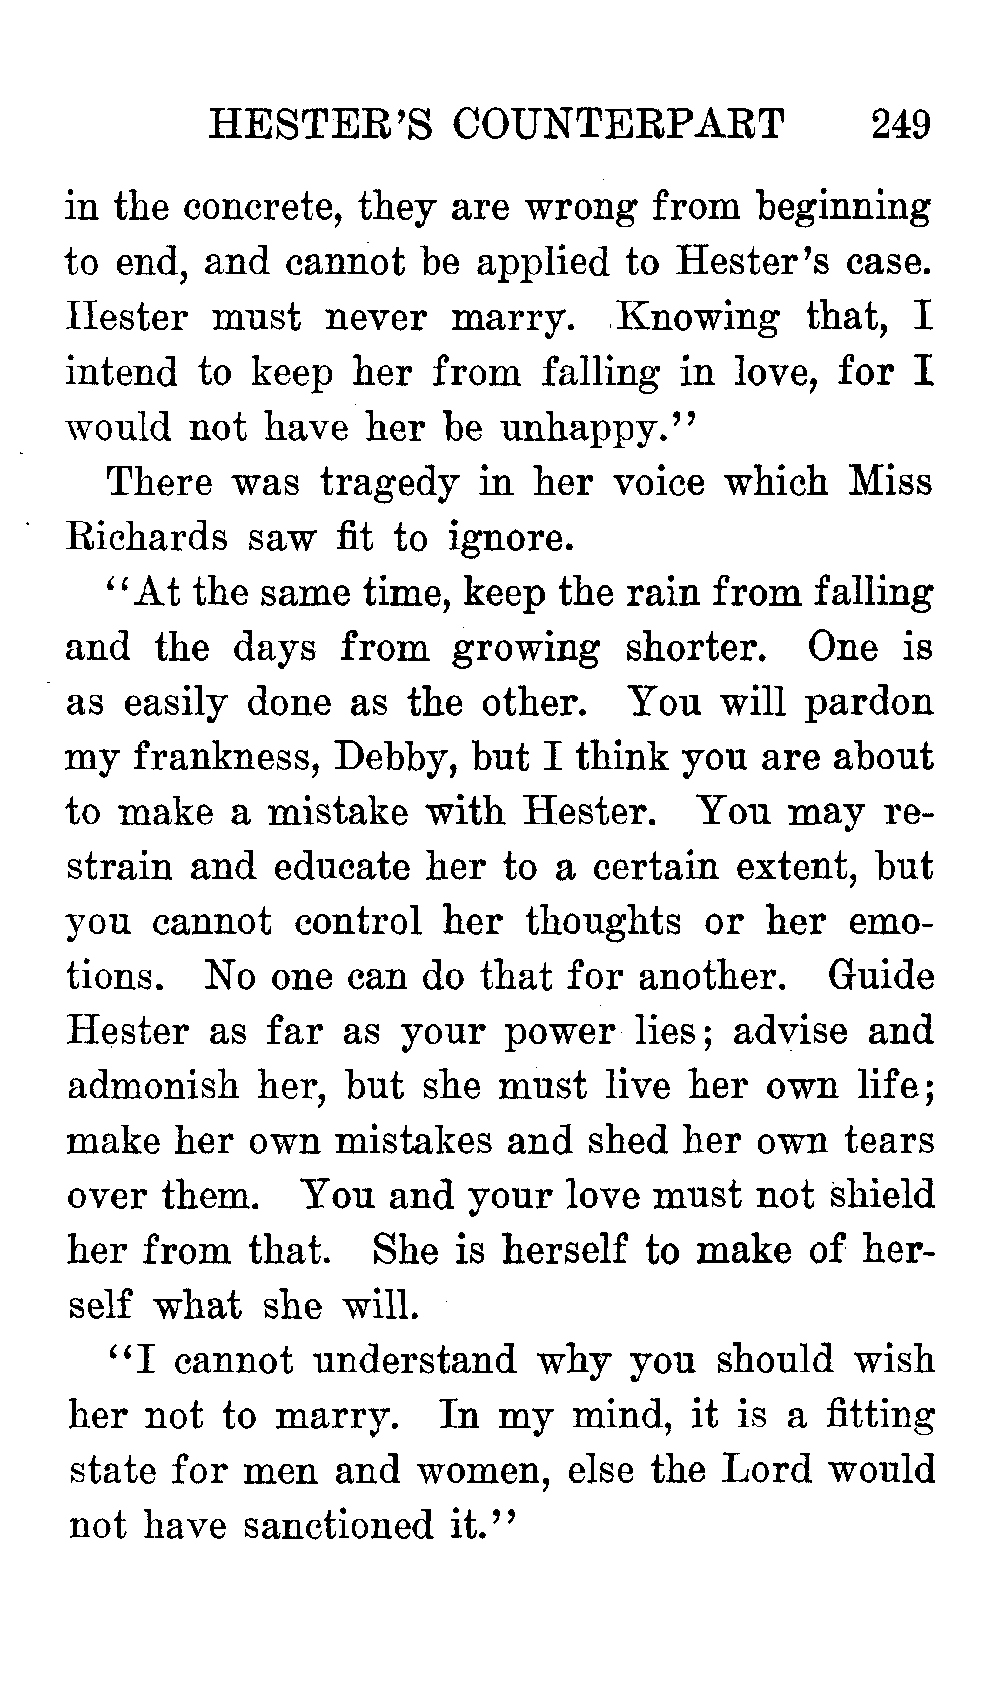 HESTER'S COUNTERPART 249
in the concrete, they are wrong from beginning
to end, and cannot be applied to Hester's case.
Hester must never marry. Knowing that, I
intend to keep her from falling in love, for I
would not have her be unhappy."
There was tragedy in her voice which Miss
Richards saw fit to ignore.
"At the same time, keep the rain from falling
and the days from growing shorter. One is
as easily done as the other. You will pardon
my frankness, Debby, but I think you are about
to make a mistake with Hester. You may re-
strain and educate her to a certain extent, but
you cannot control her thoughts or her emo-
tions. No one can do that for another. Guide
Hester as far as your power lies; advise and
admonish her, but she must live her own life;
make her own mistakes and shed her own tears
over them. You and your love must not shield
her from that. She is herself to make of her-
self what she will.
"I cannot understand why you should wish
her not to marry. In my mind, it is a fitting
state for men and women, else the Lord would
not have sanctioned it."